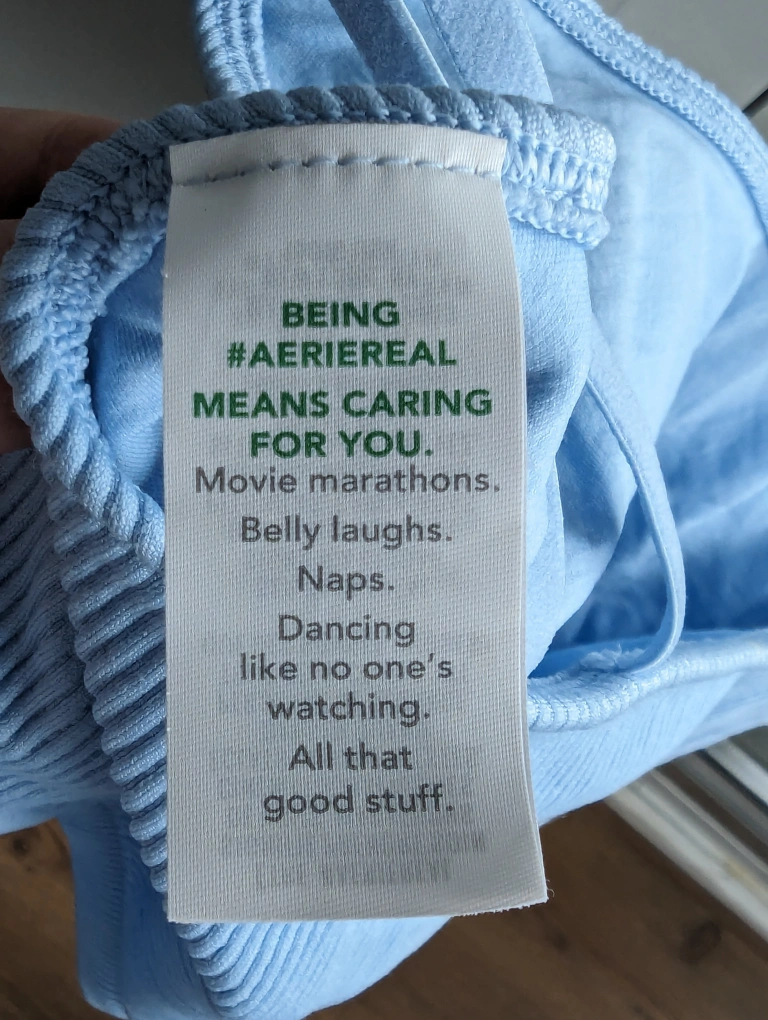 BEING
#AERIEREAL
MEANS CARING
FOR YOU.
Movie marathons.
Belly laughs.
Naps.
Dancing
like no one's
watching.
All that
good stuff.